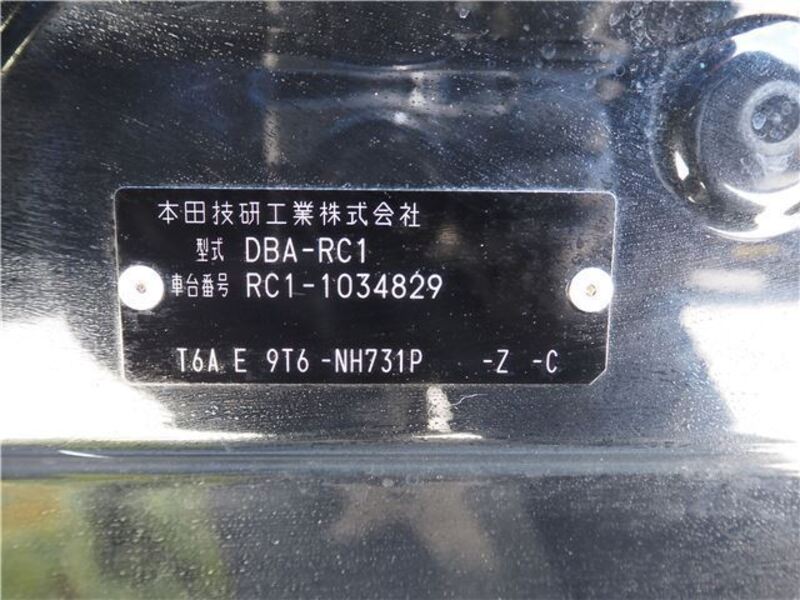 本田技研工業株式会社
型式 DBA-RC1
車台番号 RC1-1034829
T6A E 9T6 -NH731P -Z -C